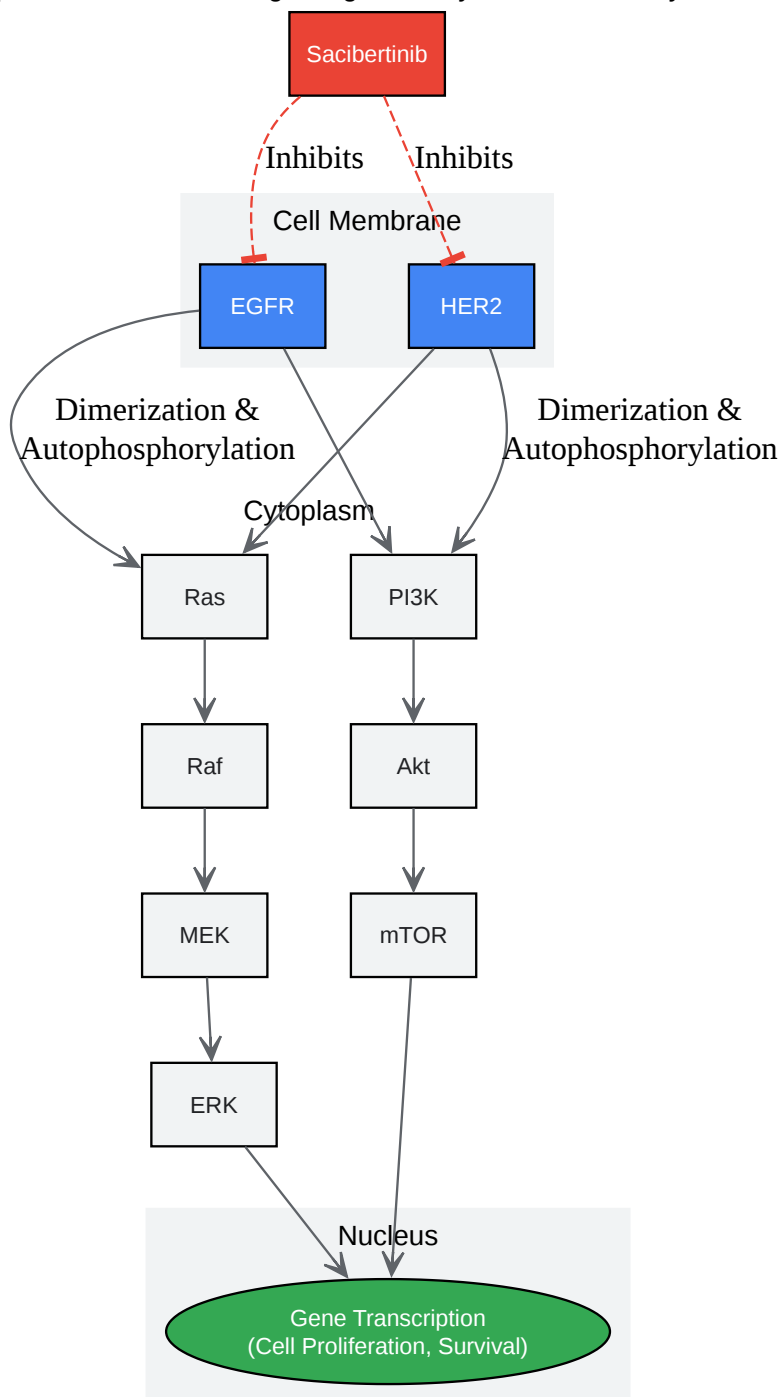 Sacibertinib
Inhibits
Inhibits
Cell Membrane
EGFR
HER2
Dimerization &
Autophosphorylation
Dimerization &
Autophosphorylation
Cytoplasm
Ras
PI3K
Raf
Akt
MEK
mTOR
ERK
Nucleus
Gene Transcription
(Cell Proliferation, Survival)